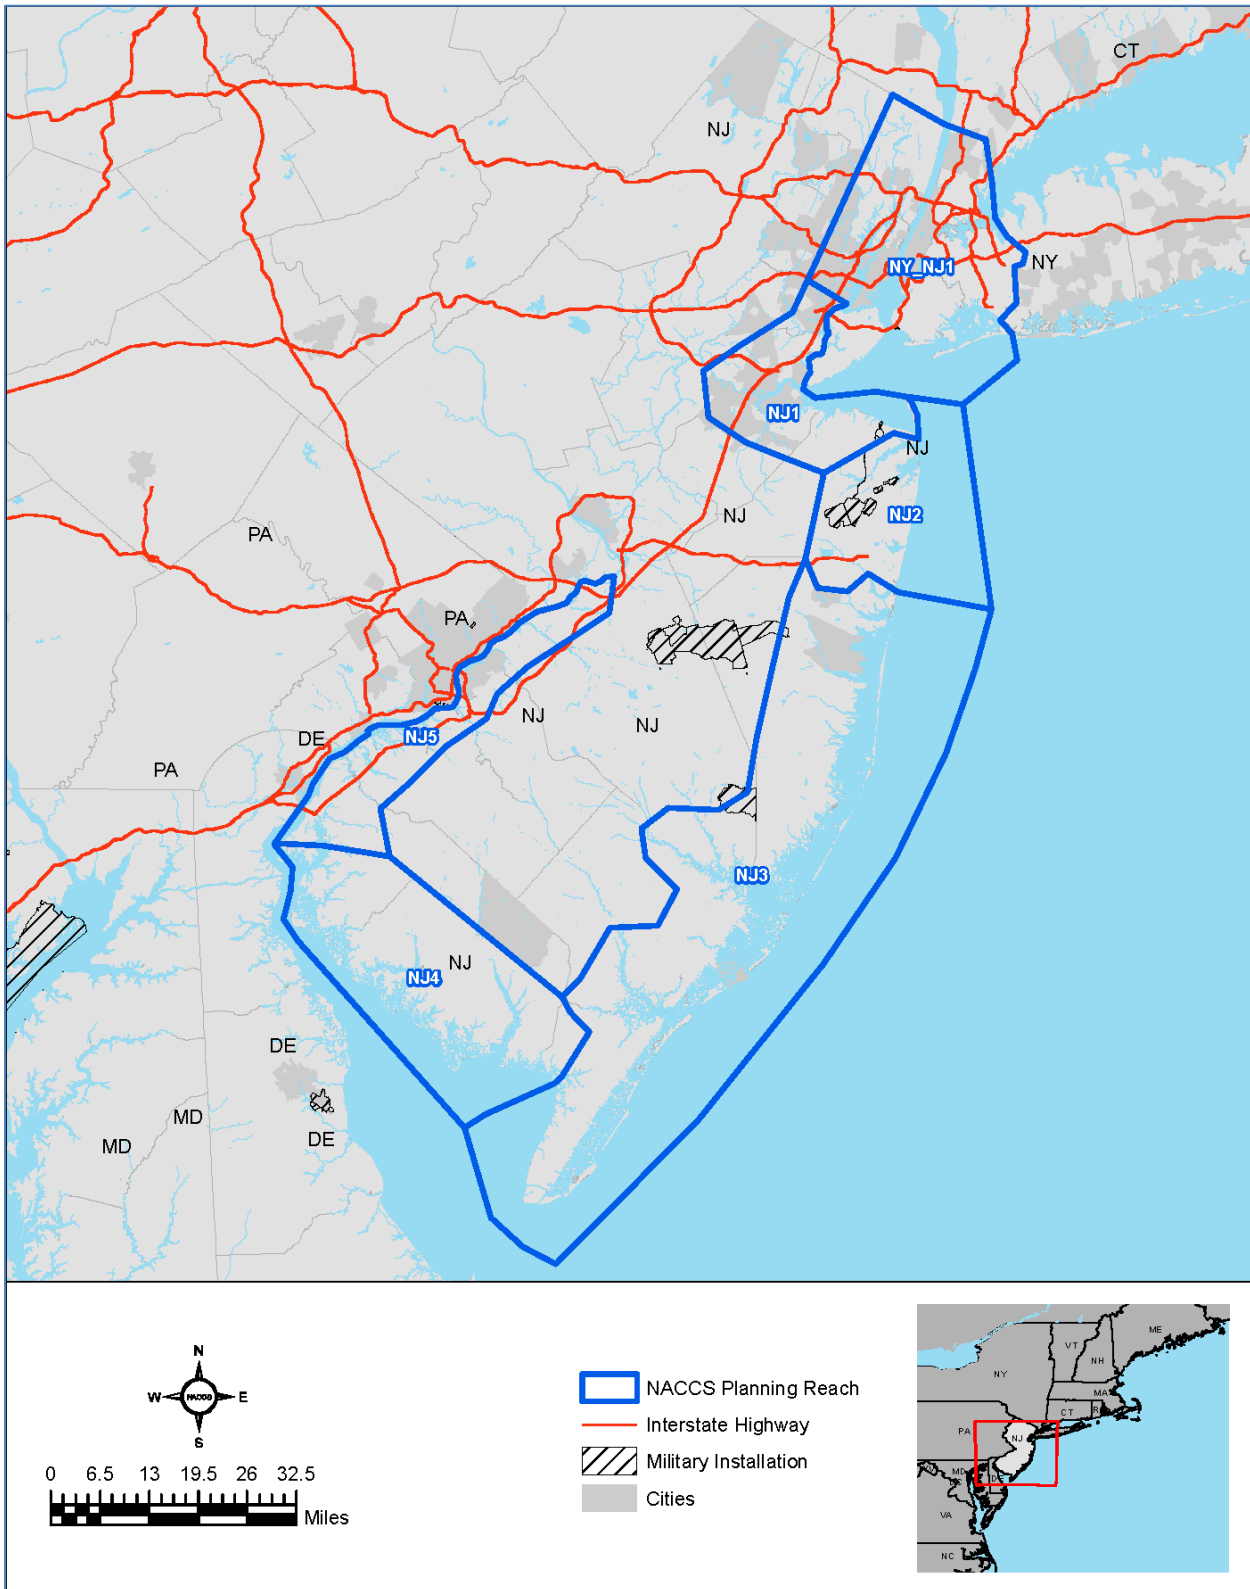 CT
NJ
NY_NJ1
NY
NJ1
NJ
NJ
NJ2
PA
PA
NJ
NJ
DE
NJ5
PA
NJ3
NJ
NJ4
DE
MD
MD
DE
N
W
NACCS
E
S
0 6.5 13 19.5 26 32.5
Miles
NACCS Planning Reach
Interstate Highway
Military Installation
Cities
ME
VT
NH
NY
MA
CT
PA
NJ
MD
DE
VA
NC